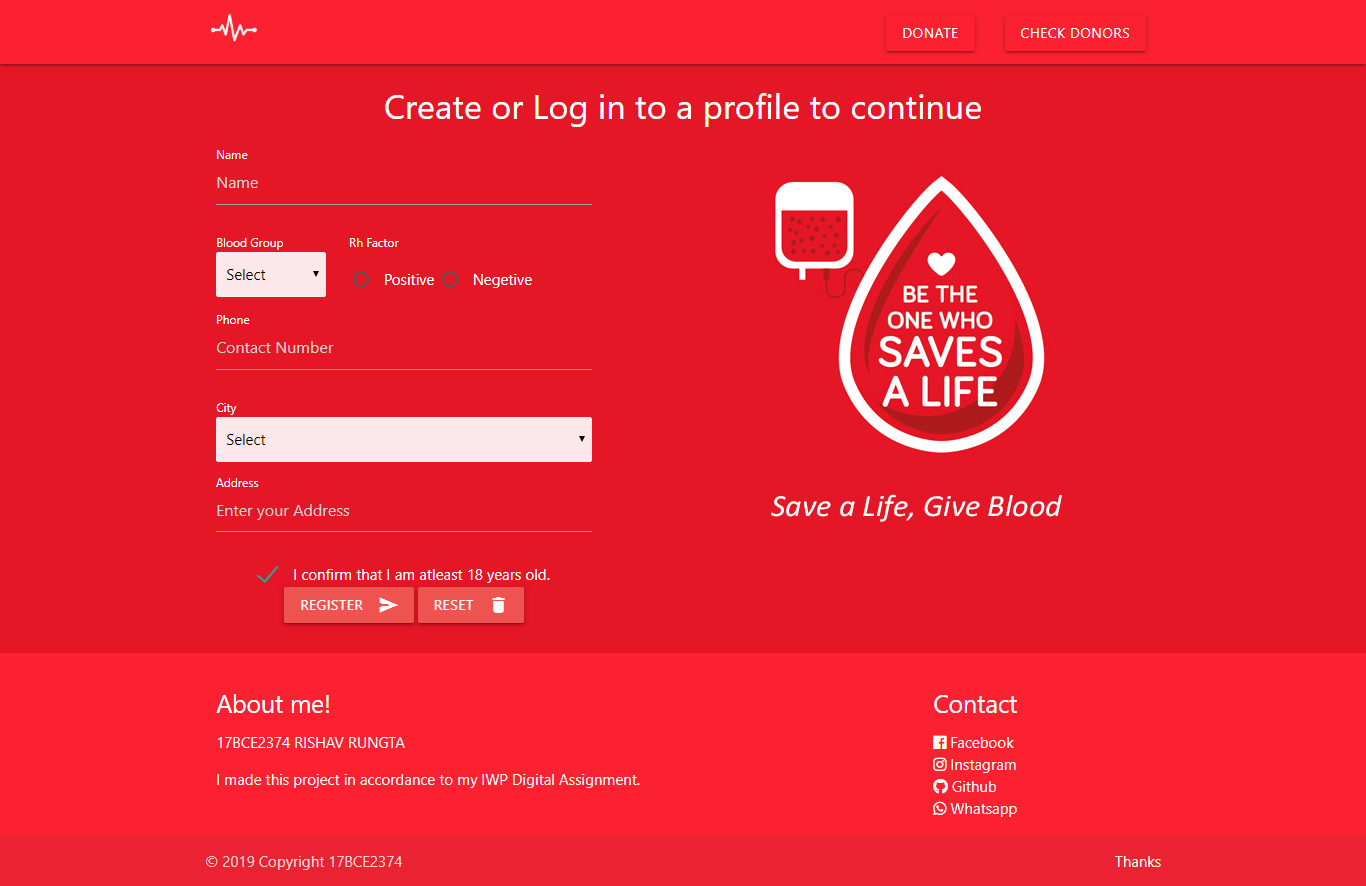 DONATE
CHECK DONORS
Create or Log in to a profile to continue
Name
Name
Blood Group
Rh Factor
Select
Positive
Negetive
Phone
Contact Number
City
Select
Address
Enter your Address
I confirm that I am atleast 18 years old.
REGISTER
RESET
BE THE
ONE WHO
SAVES
A LIFE
Save a Life, Give Blood
About me!
17BCE2374 RISHAV RUNGTA
I made this project in accordance to my IWP Digital Assignment.
Contact
Facebook
Instagram
Github
Whatsapp
© 2019 Copyright 17BCE2374
Thanks